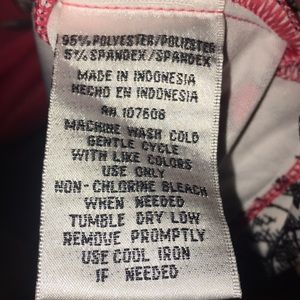 95% POLYESTER/POLIESTER
5% SPANDEX/SPANDEX
MADE IN INDONESIA
HECHO EN INDONESIA
RN 107606
MACHINE WASH COLD
GENTLE CYCLE
WITH LIKE COLORS
USE ONLY
NON-CHLORINE BLEACH
WHEN NEEDED
TUMBLE DRY LOW
REMOVE PROMPTLY
USE COOL IRON
IF NEEDED